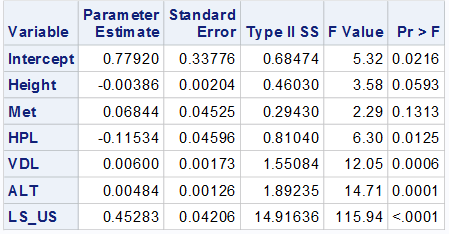 Variable Parameter Estimate Standard Error Type II SS F Value Pr > F
Intercept 0.77920 0.33776 0.68474 5.32 0.0216
Height -0.00386 0.00204 0.46030 3.58 0.0593
Met 0.06844 0.04525 0.29430 2.29 0.1313
HPL -0.11534 0.04596 0.81040 6.30 0.0125
VDL 0.00600 0.00173 1.55084 12.05 0.0006
ALT 0.00484 0.00126 1.89235 14.71 0.0001
LS_US 0.45283 0.04206 14.91636 115.94 <.0001